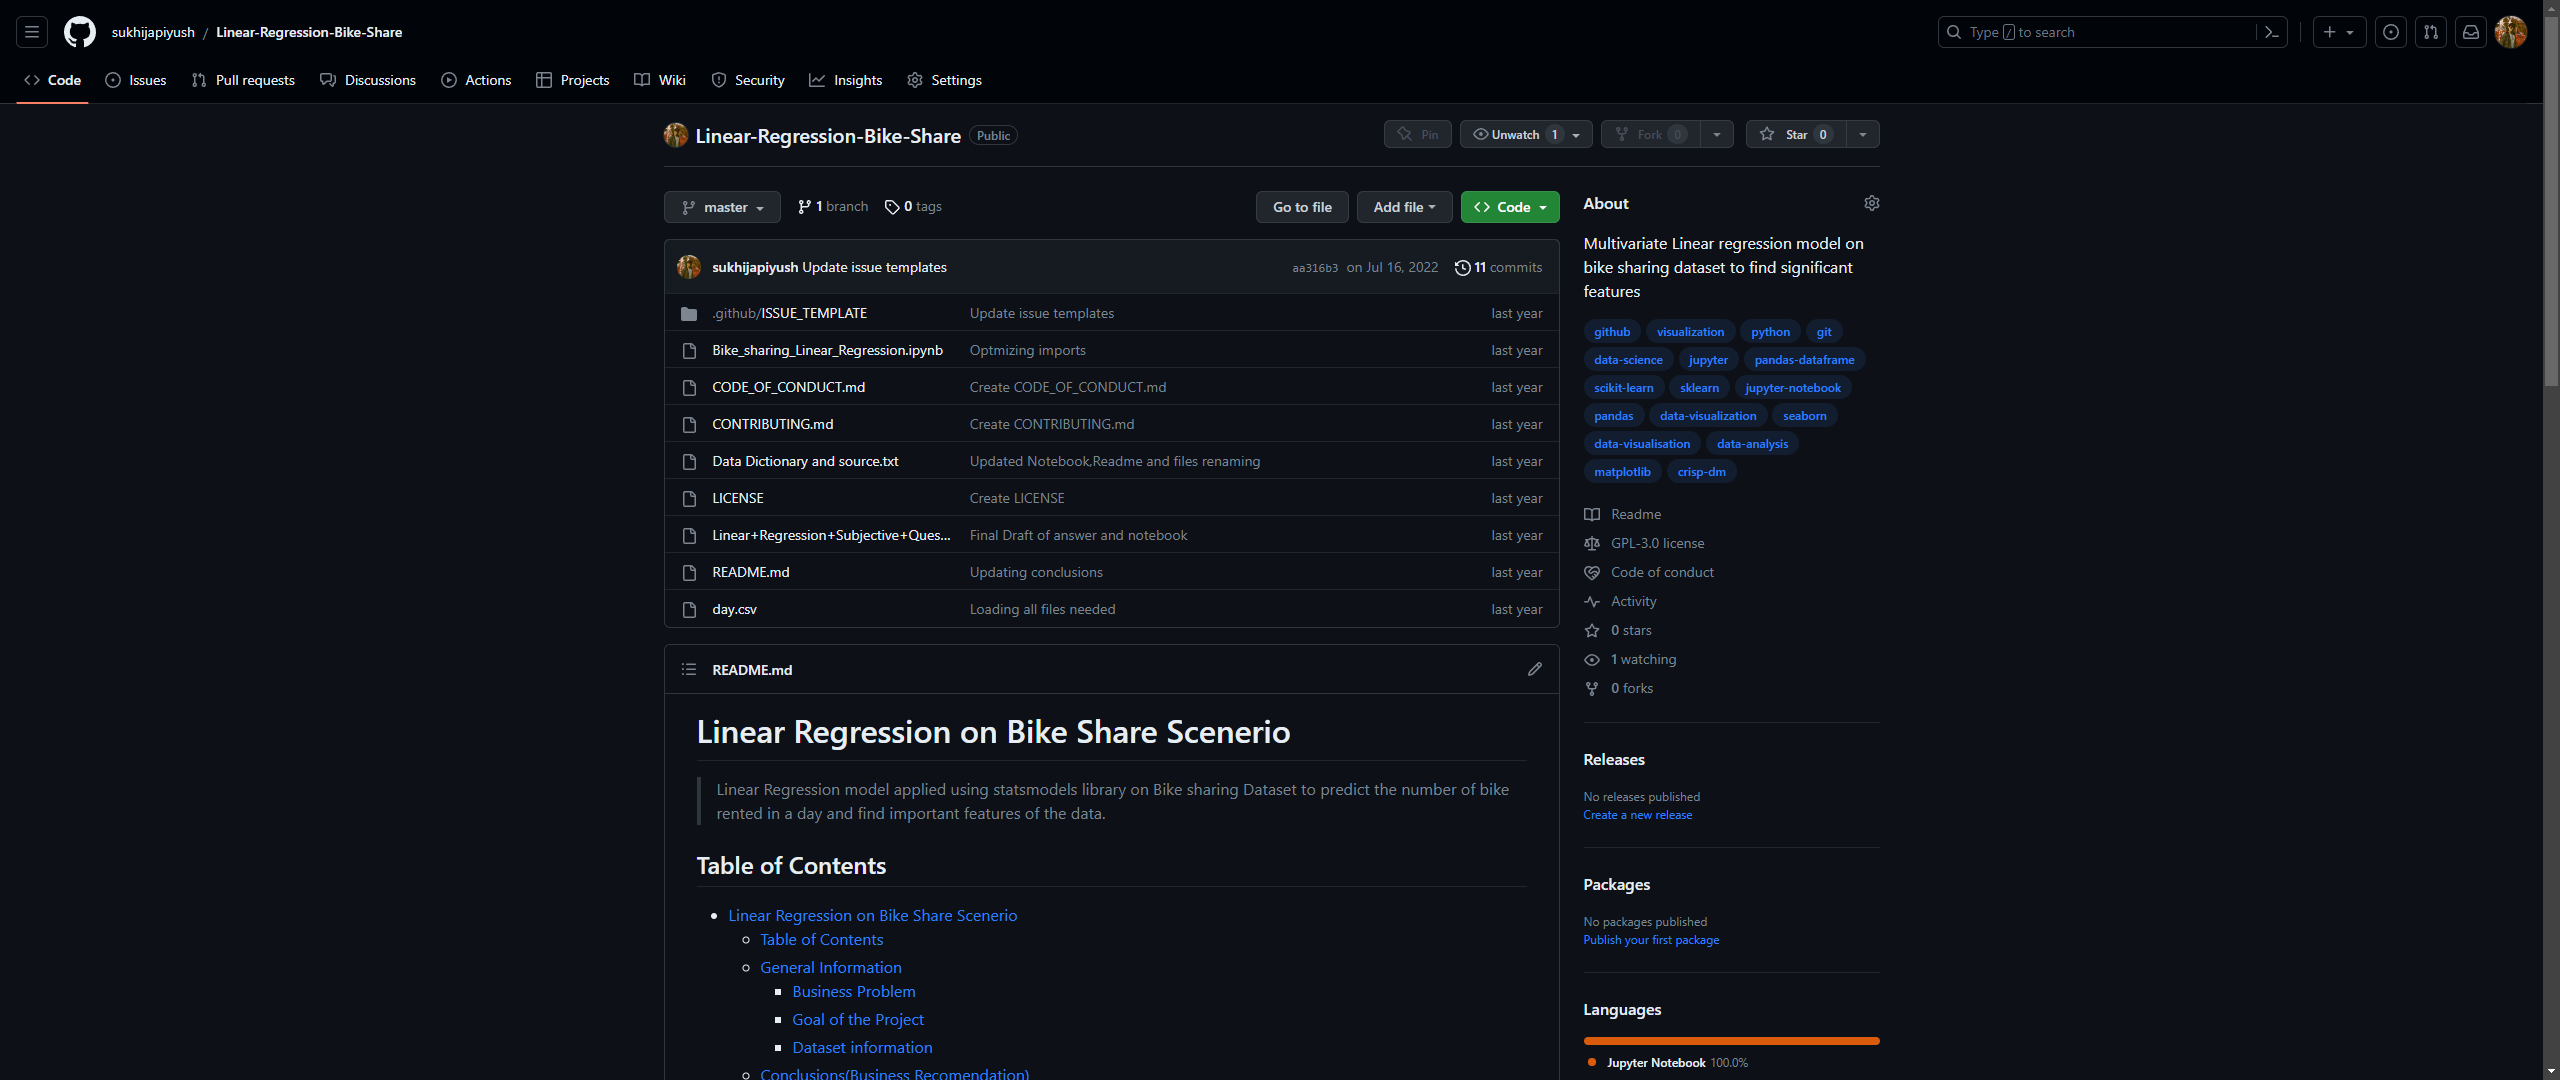 sukhijapiyush / Linear-Regression-Bike-Share
Type / to search
Code Issues Pull requests Discussions Actions Projects Wiki Security Insights Settings
Linear-Regression-Bike-Share Public
Pin Unwatch 1 Fork 0 Star 0
master 1 branch 0 tags Go to file Add file Code
sukhijapiyush Update issue templates aa316b3 on Jul 16, 2022 11 commits
.github/ISSUE_TEMPLATE Update issue templates last year
Bike_sharing_Linear_Regression.ipynb Optmizing imports last year
CODE_OF_CONDUCT.md Create CODE_OF_CONDUCT.md last year
CONTRIBUTING.md Create CONTRIBUTING.md last year
Data Dictionary and source.txt Updated Notebook,Readme and files renaming last year
LICENSE Create LICENSE last year
Linear+Regression+Subjective+Ques... Final Draft of answer and notebook last year
README.md Updating conclusions last year
day.csv Loading all files needed last year
README.md
Linear Regression on Bike Share Scenerio
Linear Regression model applied using statsmodels library on Bike sharing Dataset to predict the number of bike
rented in a day and find important features of the data.
Table of Contents
Linear Regression on Bike Share Scenerio
Table of Contents
General Information
Business Problem
Goal of the Project
Dataset information
Conclusions(Business Recomendation)
About
Multivariate Linear regression model on
bike sharing dataset to find significant
features
github visualization python git
data-science jupyter pandas-dataframe
scikit-learn sklearn jupyter-notebook
pandas data-visualization seaborn
data-visualisation data-analysis
matplotlib crisp-dm
Readme
GPL-3.0 license
Code of conduct
Activity
0 stars
1 watching
0 forks
Releases
No releases published
Create a new release
Packages
No packages published
Publish your first package
Languages
Jupyter Notebook 100.0%